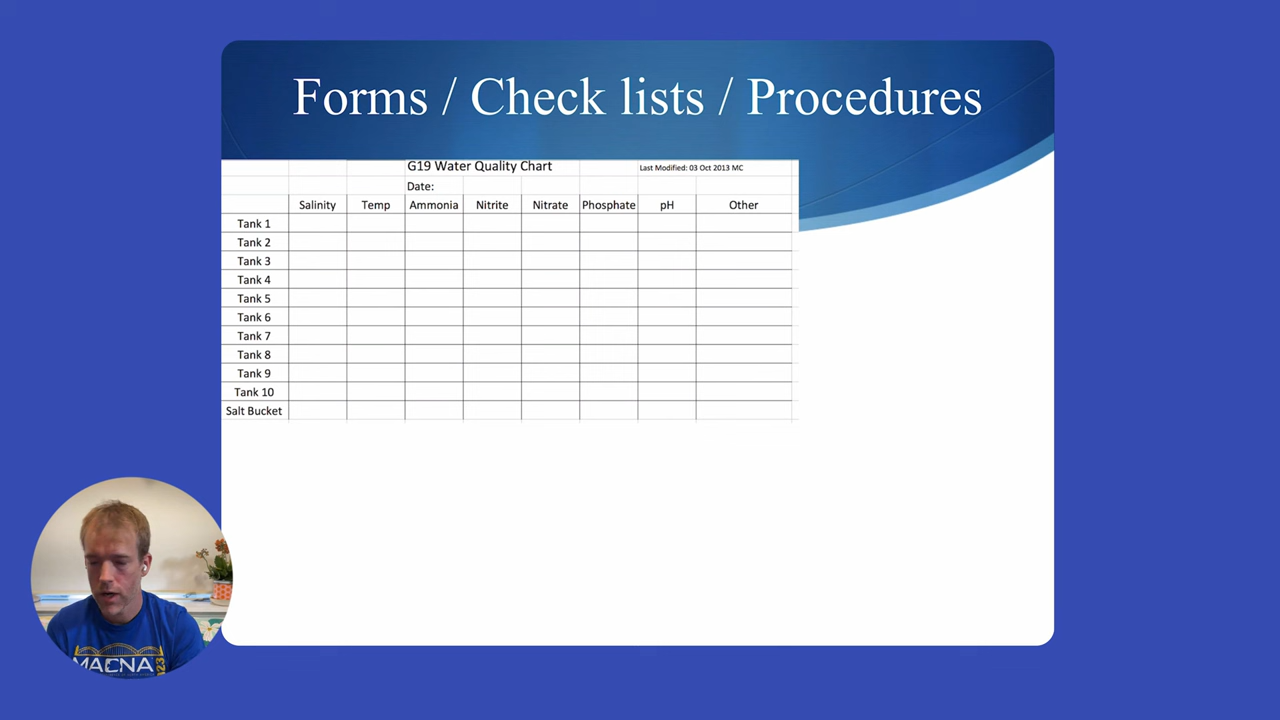 Forms / Check lists / Procedures
G19 Water Quality Chart Last Modified: 03 Oct 2013 MC
Date:
Salinity Temp Ammonia Nitrite Nitrate Phosphate pH Other
Tank 1
Tank 2
Tank 3
Tank 4
Tank 5
Tank 6
Tank 7
Tank 8
Tank 9
Tank 10
Salt Bucket
MACNA